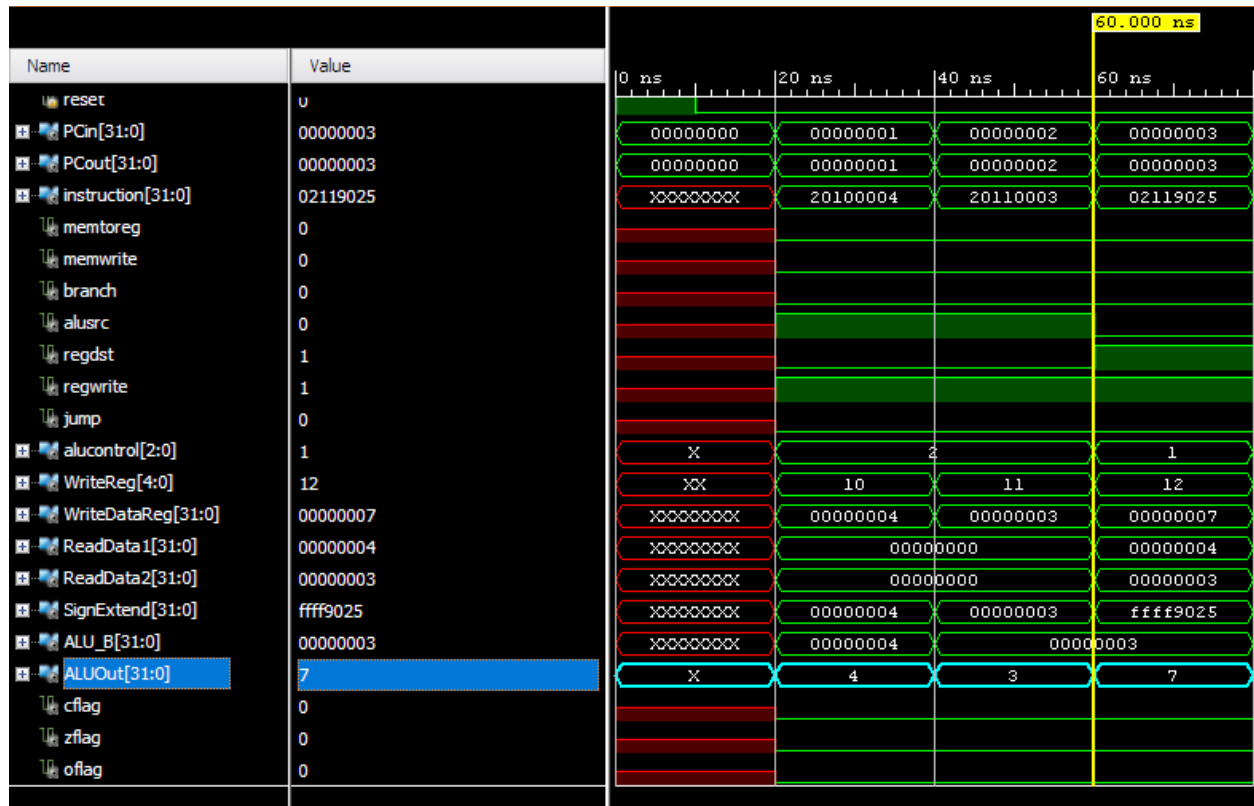 60.000 ns
Name Value
0 ns 20 ns 40 ns 60 ns
reset 0
PCin[31:0] 00000003 00000000 00000001 00000002 00000003
PCout[31:0] 00000003 00000000 00000001 00000002 00000003
instruction[31:0] 02119025 XXXXXXXX 20100004 20110003 02119025
memtoreg 0
memwrite 0
branch 0
alusrc 0
regdst 1
regwrite 1
jump 0
alucontrol[2:0] 1 X 2 1
WriteReg[4:0] 12 XX 10 11 12
WriteDataReg[31:0] 00000007 XXXXXXXX 00000004 00000003 00000007
ReadData1[31:0] 00000004 XXXXXXXX 00000000 00000004
ReadData2[31:0] 00000003 XXXXXXXX 00000000 00000003
SignExtend[31:0] ffff9025 XXXXXXXX 00000004 00000003 ffff9025
ALU_B[31:0] 00000003 XXXXXXXX 00000004 00000003
ALUOut[31:0] 7 X 4 3 7
cflag 0
zflag 0
oflag 0